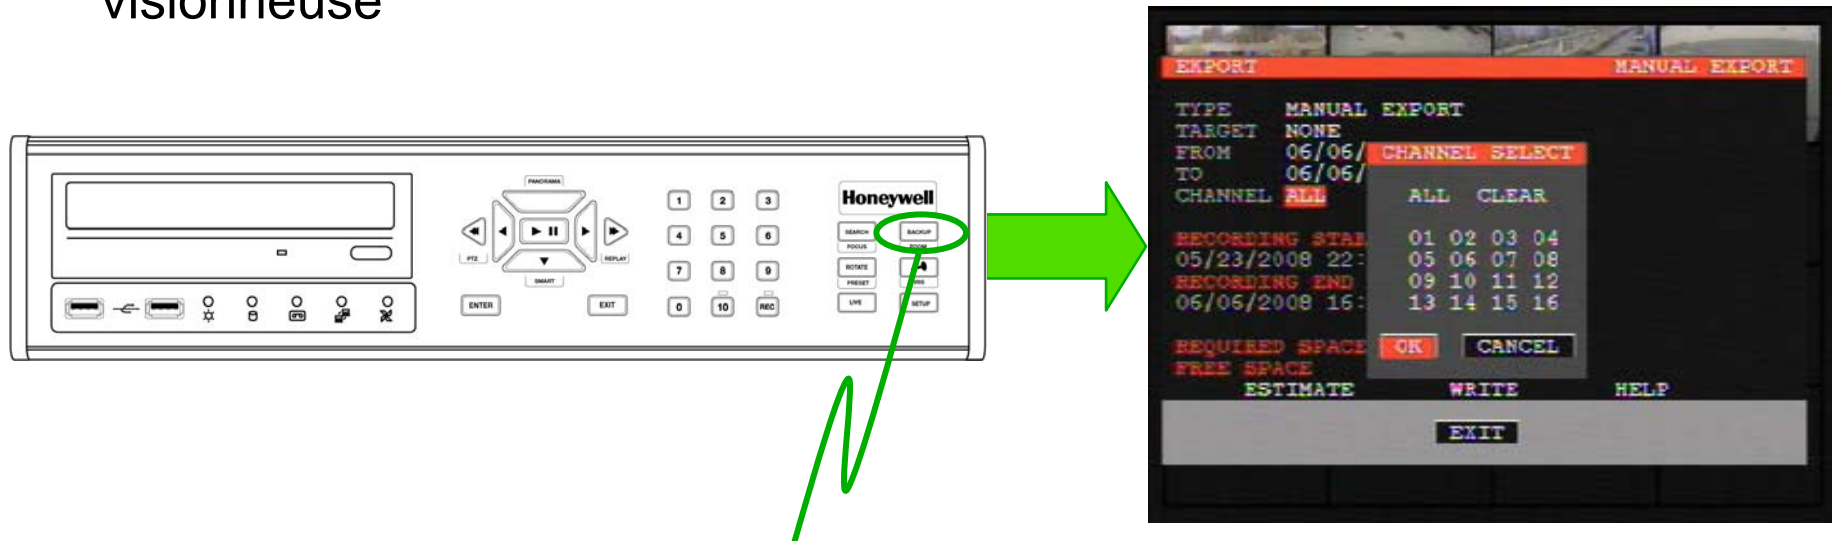 visionneuse
PANORAMA
PTZ
REPLAY
SMART
ENTER
EXIT
1 2 3
4 5 6
7 8 9
0 10 REC
Honeywell
SEARCH BACKUP
FOCUS ZOOM
ROTATE
PRESET IRIS
LIVE SETUP
EXPORT MANUAL EXPORT
TYPE MANUAL EXPORT
TARGET NONE
FROM 06/06/
TO 06/06/
CHANNEL ALL
RECORDING STAR
05/23/2008 22:
RECORDING END
06/06/2008 16:
REQUIRED SPACE
FREE SPACE
CHANNEL SELECT
ALL CLEAR
01 02 03 04
05 06 07 08
09 10 11 12
13 14 15 16
OK CANCEL
ESTIMATE WRITE HELP
EXIT